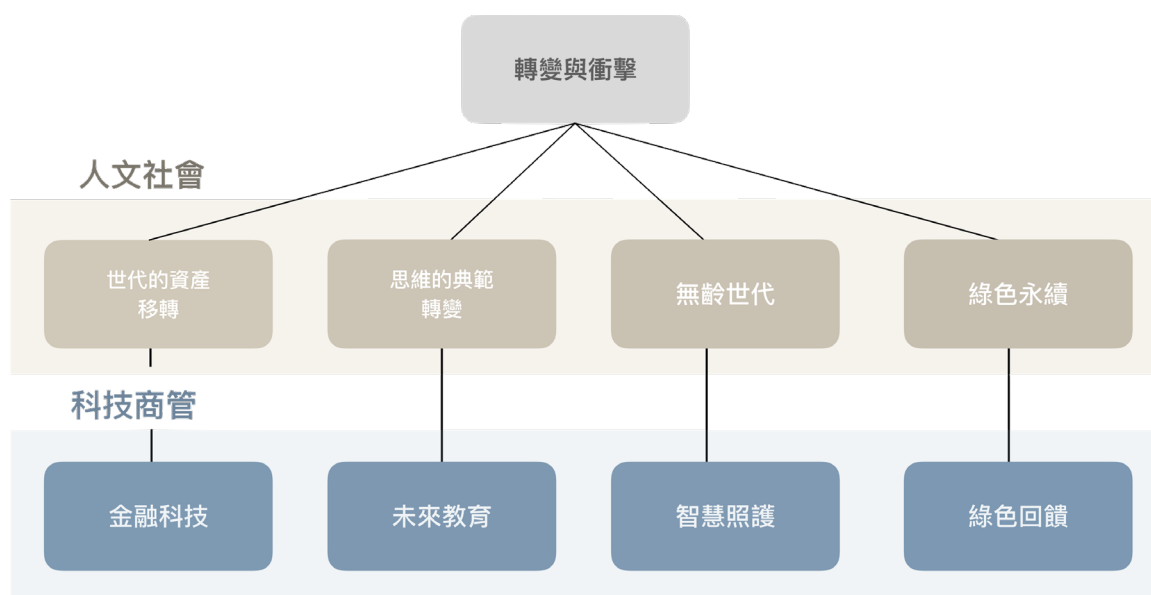 轉變與衝擊
人文社會
世代的資產
移轉
思維的典範
轉變
無齡世代
綠色永續
科技商管
金融科技
未來教育
智慧照護
綠色回饋